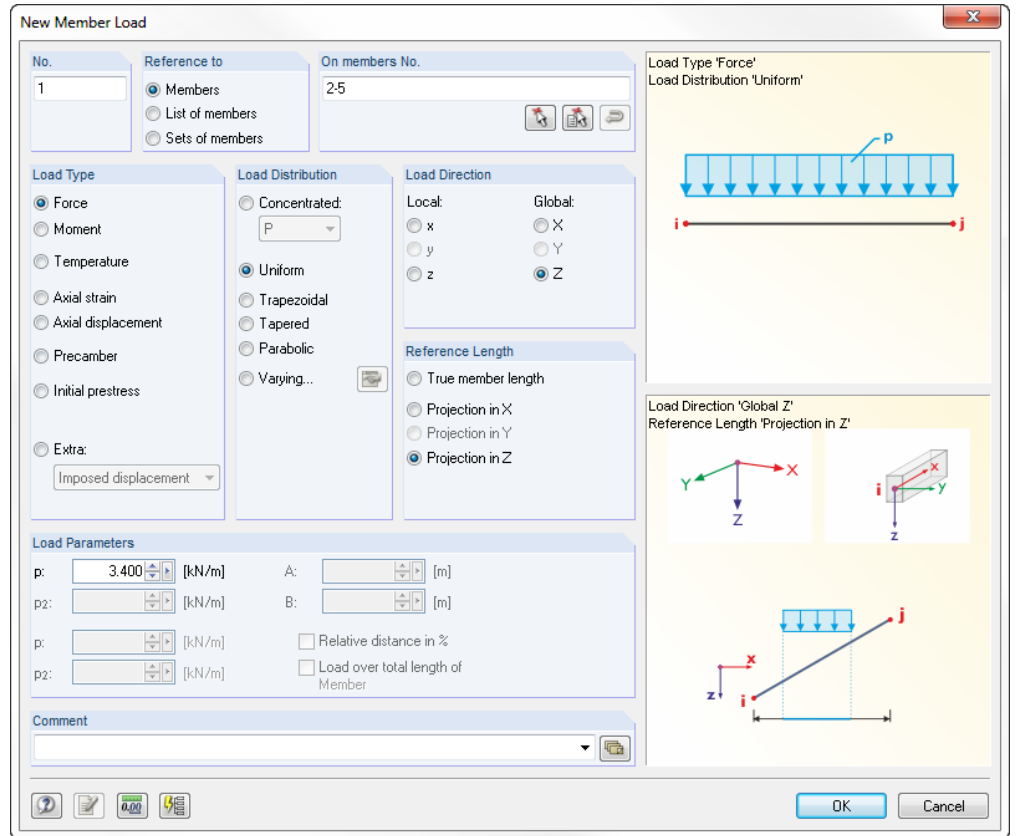 New Member Load
No.
1
Reference to
Members
List of members
Sets of members
On members No.
2-5
Load Type
Force
Moment
Temperature
Axial strain
Axial displacement
Precamber
Initial prestress
Extra:
Imposed displacement
Load Distribution
Concentrated:
P
Uniform
Trapezoidal
Tapered
Parabolic
Varying...
Load Direction
Local:
x
y
z
Global:
X
Y
Z
Reference Length
True member length
Projection in X
Projection in Y
Projection in Z
Load Parameters
p: 3.400 [kN/m]
p2: [kN/m]
p: [kN/m]
p2: [kN/m]
A: [m]
B: [m]
Relative distance in %
Load over total length of
Member
Comment
Load Type 'Force'
Load Distribution 'Uniform'
p
i j
Load Direction 'Global Z'
Reference Length 'Projection in Z'
Y X
Z
x
i y
z
j
x
z i
0.00
OK Cancel